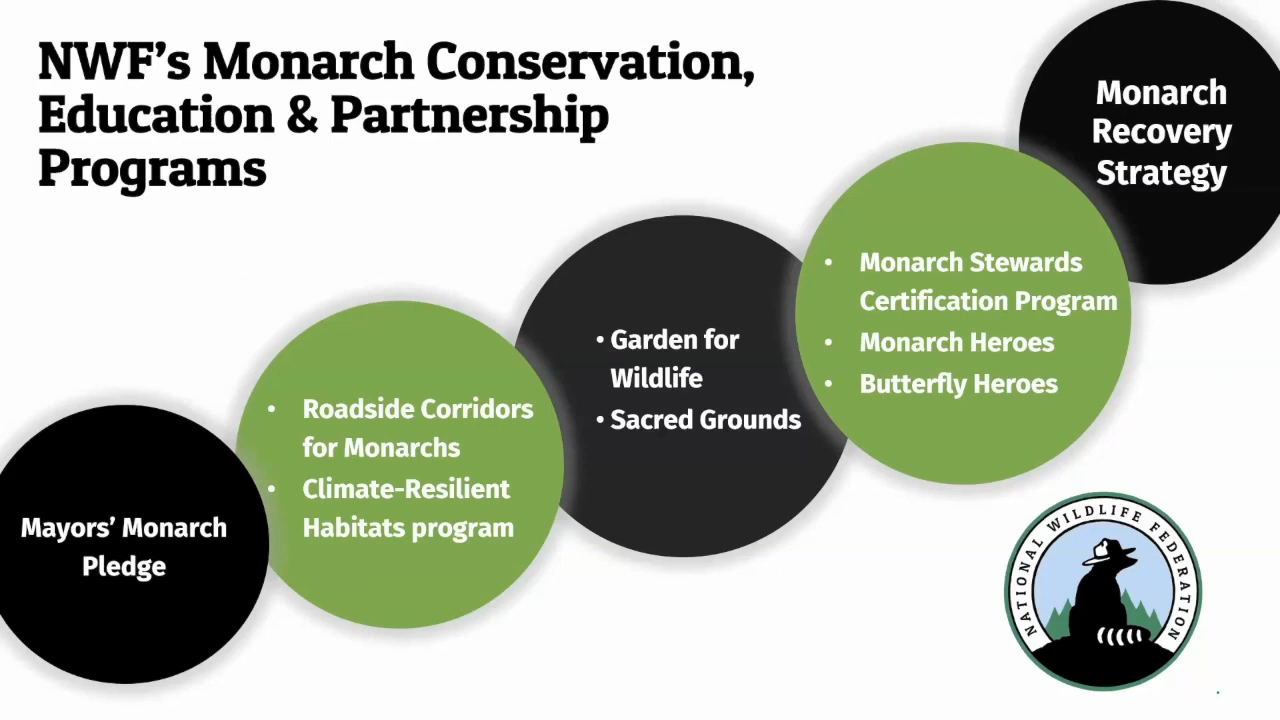 NWF’s Monarch Conservation,
Education & Partnership
Programs
Mayors’ Monarch
Pledge
• Roadside Corridors
for Monarchs
• Climate-Resilient
Habitats program
• Garden for
Wildlife
• Sacred Grounds
• Monarch Stewards
Certification Program
• Monarch Heroes
• Butterfly Heroes
Monarch
Recovery
Strategy
NATIONAL WILDLIFE FEDERATION